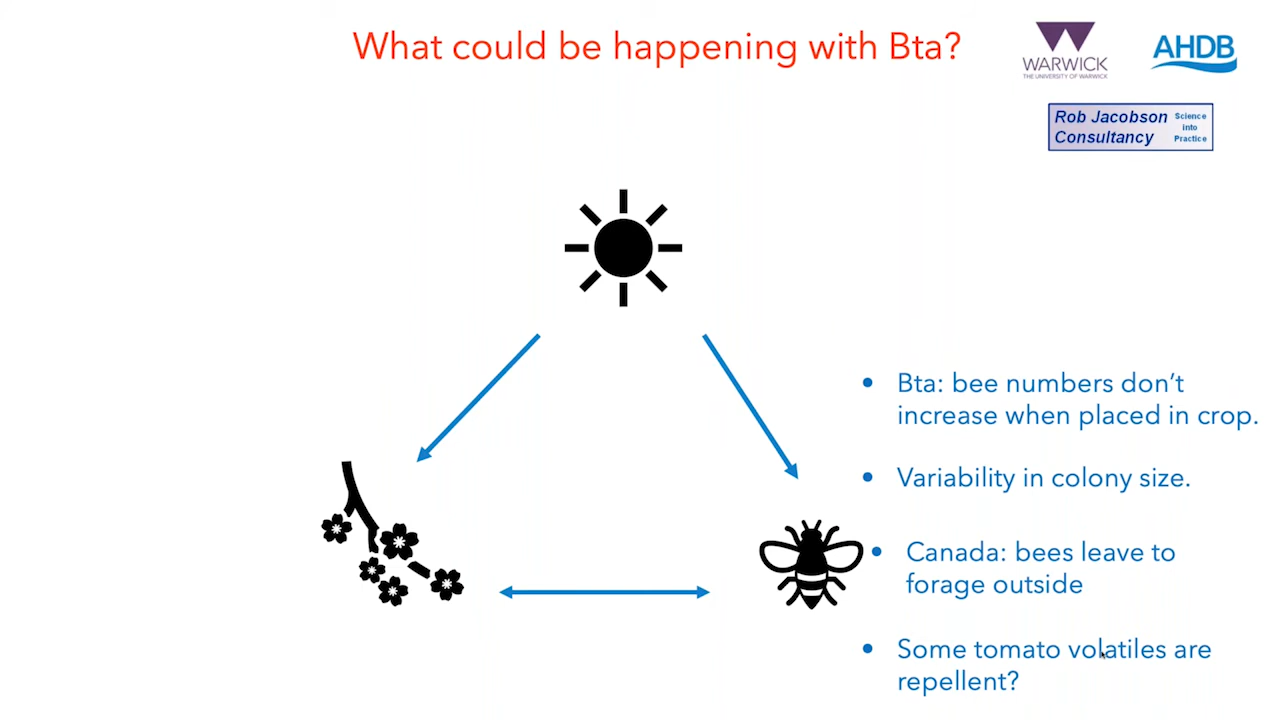 What could be happening with Bta?
WARWICK
THE UNIVERSITY OF WARWICK
AHDB
Rob Jacobson
Consultancy
Science
into
Practice
• Bta: bee numbers don’t
increase when placed in crop.
• Variability in colony size.
• Canada: bees leave to
forage outside
• Some tomato volatiles are
repellent?